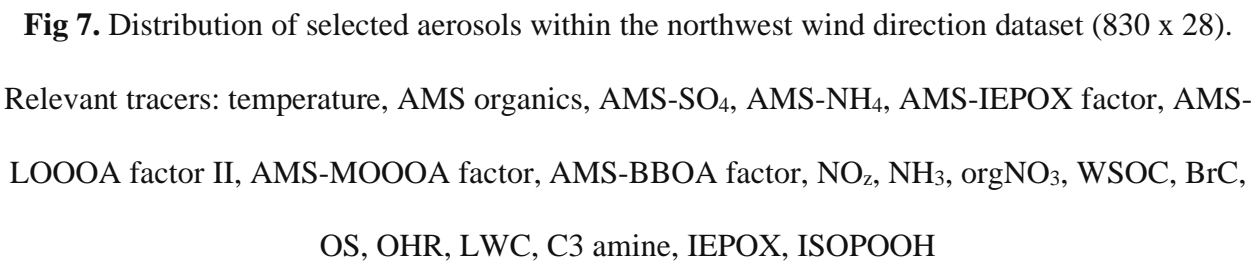 Fig 7. Distribution of selected aerosols within the northwest wind direction dataset (830 x 28).
Relevant tracers: temperature, AMS organics, AMS-SO₄, AMS-NH₄, AMS-IEPOX factor, AMS-
LOOOA factor II, AMS-MOOOA factor, AMS-BBOA factor, NOz, NH₃, orgNO₃, WSOC, BrC,
OS, OHR, LWC, C3 amine, IEPOX, ISOPOOH